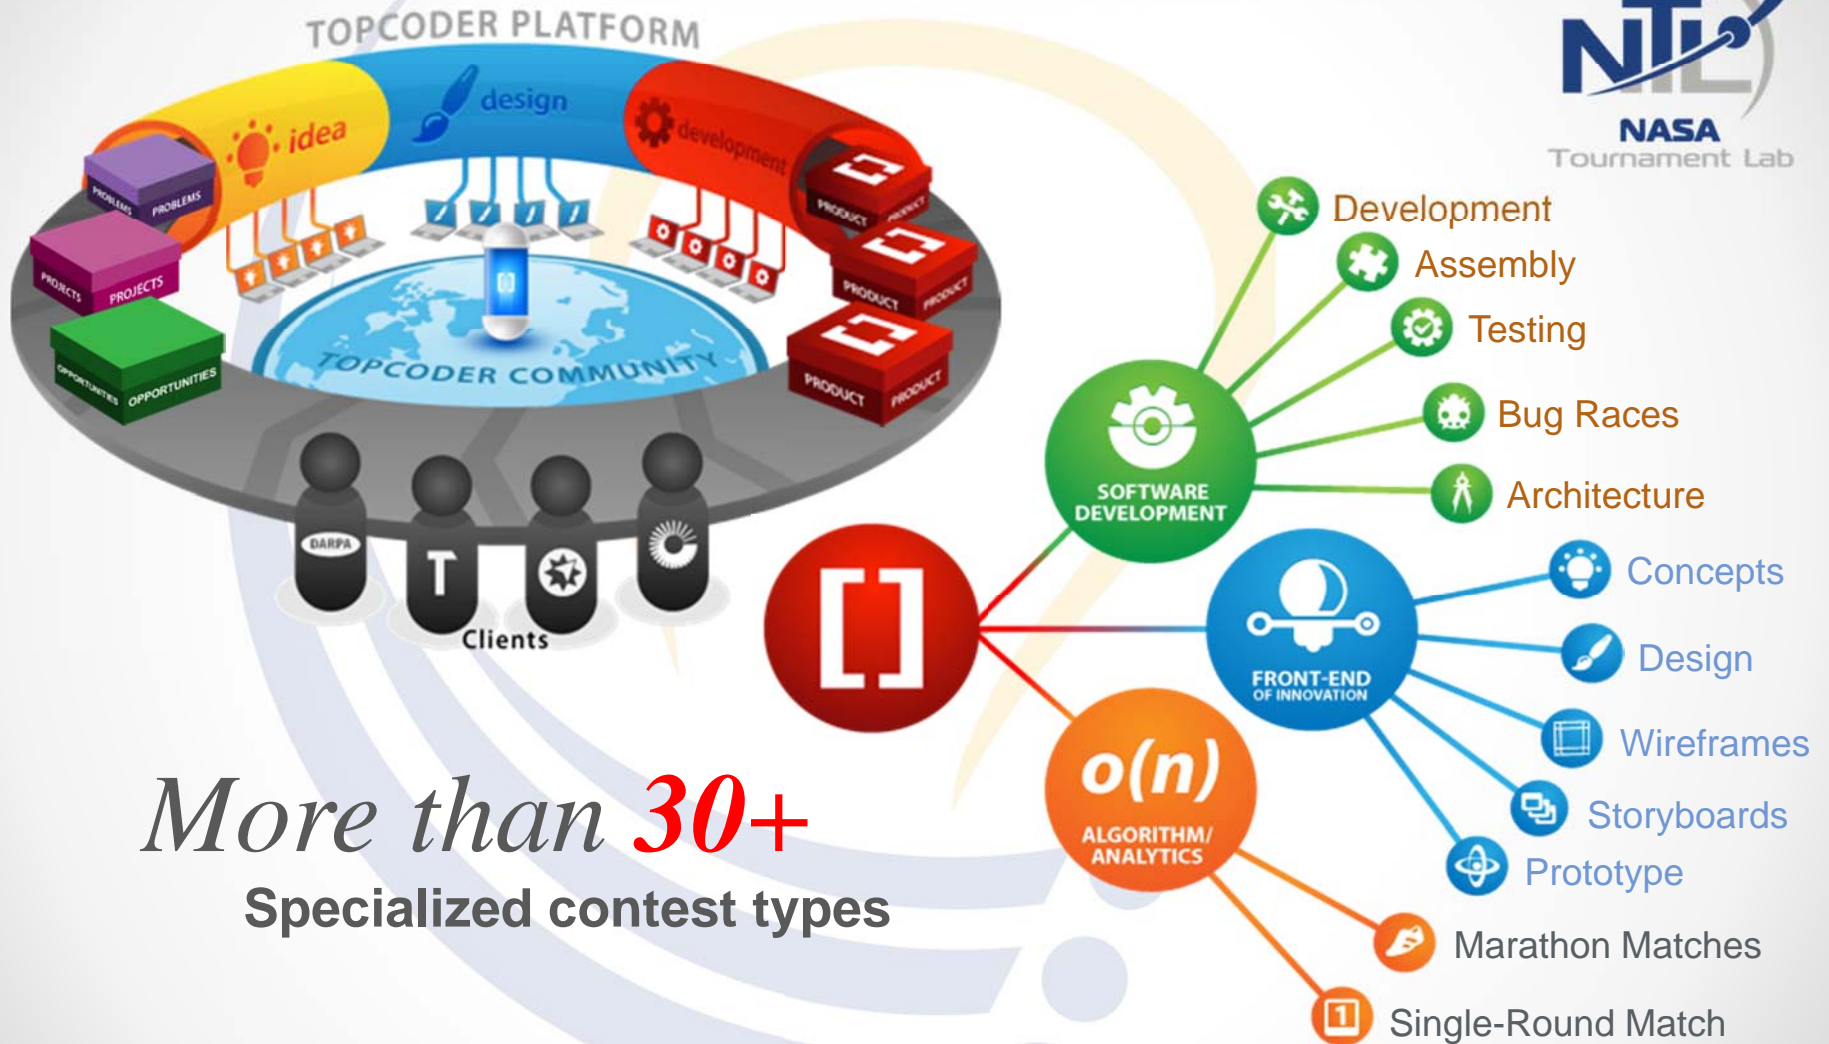 TOPCODER PLATFORM
idea
design
development
PROBLEMS PROBLEMS
PROJECTS PROJECTS
OPPORTUNITIES OPPORTUNITIES
PRODUCT PRODUCT
PRODUCT PRODUCT
PRODUCT PRODUCT
[]
TOPCODER COMMUNITY
DARPA
T
Clients
NTL
NASA
Tournament Lab
Development
Assembly
Testing
Bug Races
Architecture
SOFTWARE
DEVELOPMENT
[]
Concepts
Design
Wireframes
Storyboards
Prototype
FRONT-END
OF INNOVATION
o(n)
ALGORITHM/
ANALYTICS
Marathon Matches
1
Single-Round Match
More than 30+
Specialized contest types